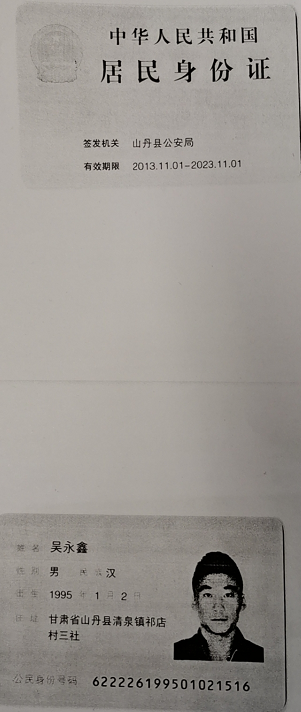 中华人民共和国
居民身份证
签发机关 山丹县公安局
有效期限 2013.11.01-2023.11.01
姓名 吴永鑫
性别 男 民族 汉
出生 1995 年 1 月 2 日
住址 甘肃省山丹县清泉镇祁店
村三社
公民身份号码 622226199501021516